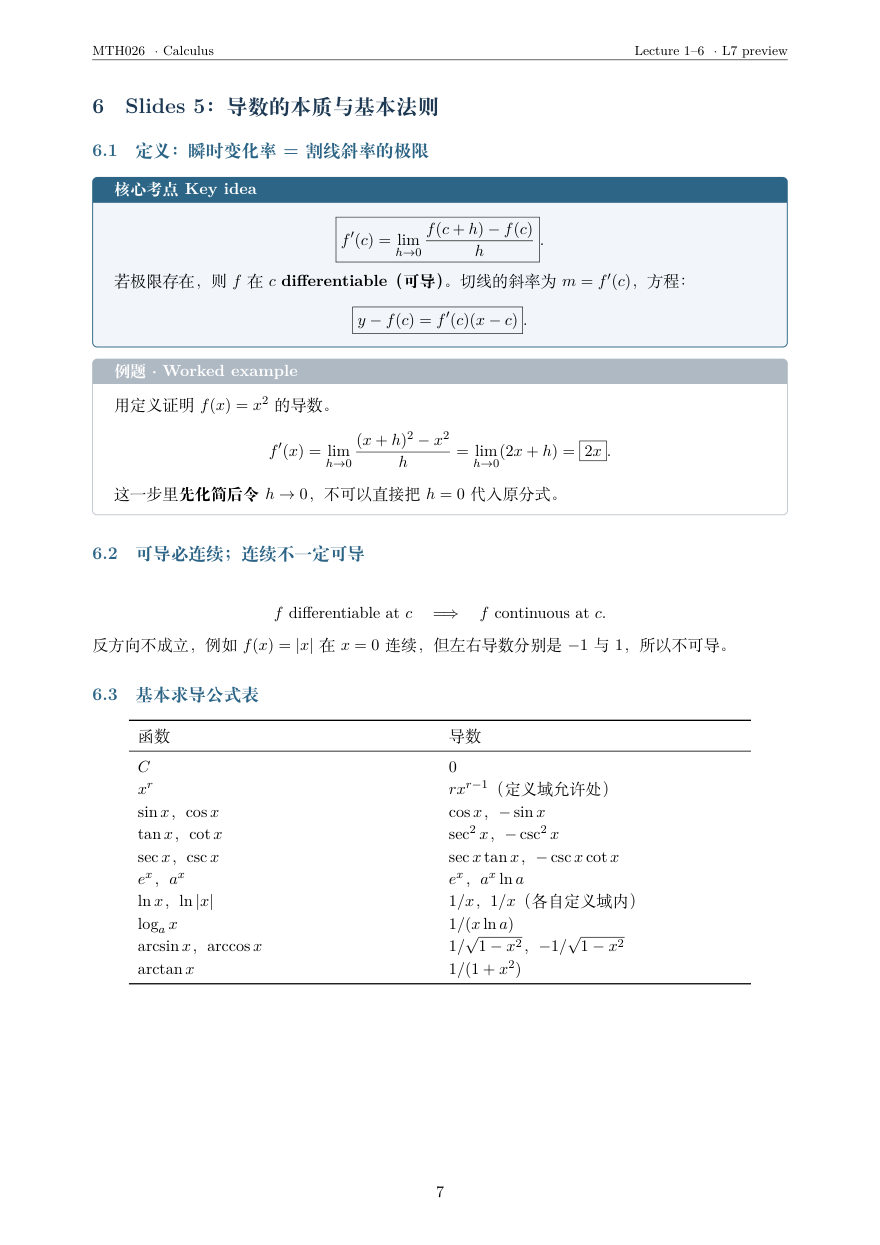 MTH026 · Calculus	Lecture 1–6 · L7 preview
6 Slides 5：导数的本质与基本法则
6.1 定义：瞬时变化率 = 割线斜率的极限
核心考点 Key idea
f′(c) = lim_{h→0} (f(c + h) − f(c))/h.
若极限存在，则 f 在 c differentiable（可导）。切线的斜率为 m = f′(c)，方程：
y − f(c) = f′(c)(x − c).
例题 · Worked example
用定义证明 f(x) = x² 的导数。
f′(x) = lim_{h→0} ((x + h)² − x²)/h = lim_{h→0}(2x + h) = 2x.
这一步里先化简后令 h → 0，不可以直接把 h = 0 代入原分式。
6.2 可导必连续；连续不一定可导
f differentiable at c ⟹ f continuous at c.
反方向不成立，例如 f(x) = |x| 在 x = 0 连续，但左右导数分别是 −1 与 1，所以不可导。
6.3 基本求导公式表
函数	导数
C	0
x^r	rx^{r−1}（定义域允许处）
sin x，cos x	cos x，− sin x
tan x，cot x	sec² x，− csc² x
sec x，csc x	sec x tan x，− csc x cot x
e^x，a^x	e^x，a^x ln a
ln x，ln |x|	1/x，1/x（各自定义域内）
log_a x	1/(x ln a)
arcsin x，arccos x	1/√(1 − x²)，−1/√(1 − x²)
arctan x	1/(1 + x²)
7